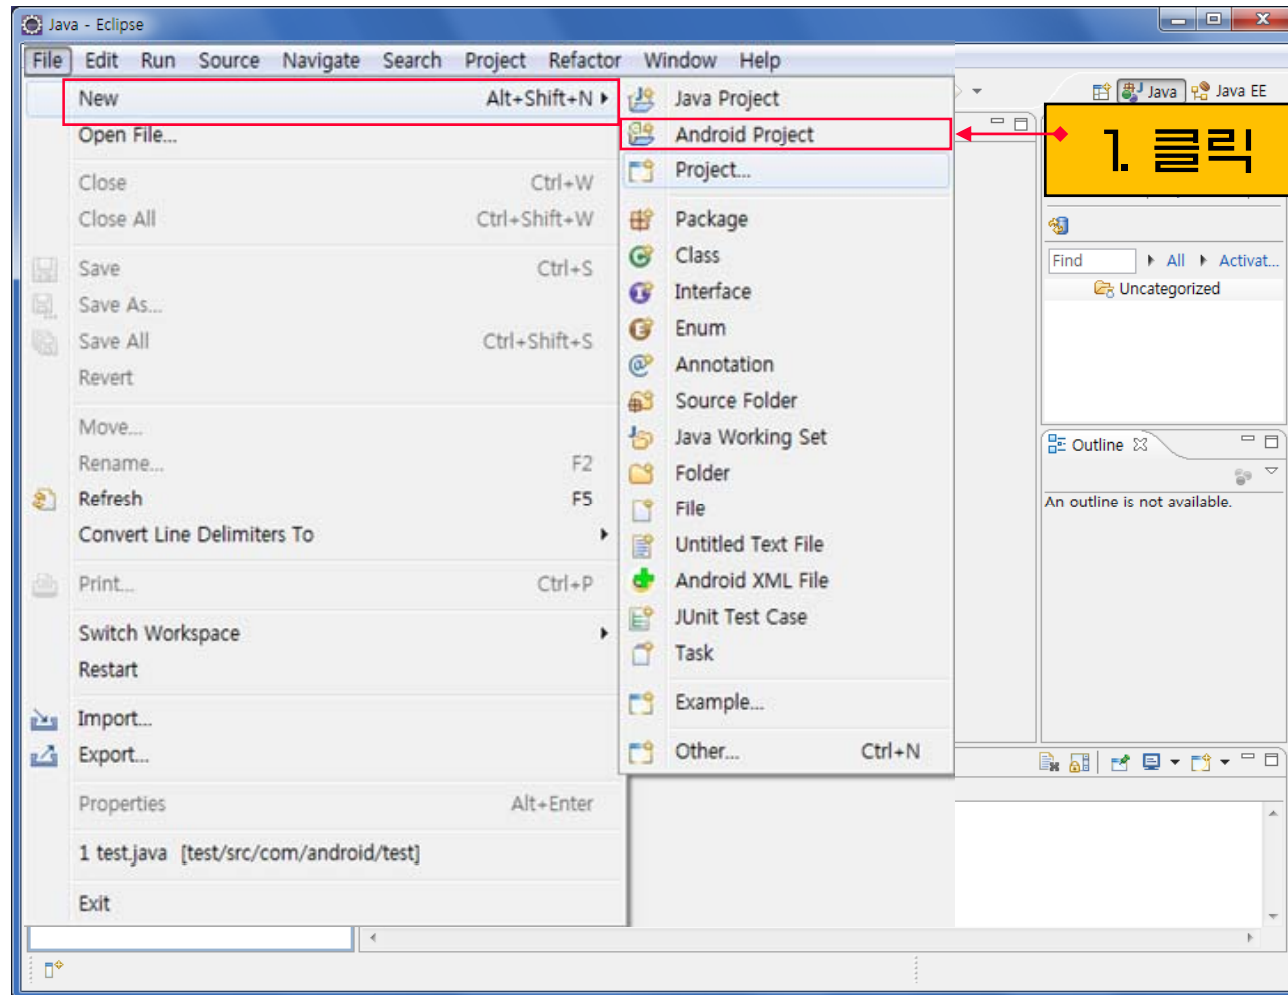 Java - Eclipse
File Edit Run Source Navigate Search Project Refactor Window Help
New Alt+Shift+N
Open File...
Close Ctrl+W
Close All Ctrl+Shift+W
Save Ctrl+S
Save As...
Save All Ctrl+Shift+S
Revert
Move...
Rename... F2
Refresh F5
Convert Line Delimiters To
Print... Ctrl+P
Switch Workspace
Restart
Import...
Export...
Properties Alt+Enter
1 test.java [test/src/com/android/test]
Exit
Java Project
Android Project
Project...
Package
Class
Interface
Enum
Annotation
Source Folder
Java Working Set
Folder
File
Untitled Text File
Android XML File
JUnit Test Case
Task
Example...
Other... Ctrl+N
Java Java EE
1. 클릭
Find All Activat...
Uncategorized
Outline
An outline is not available.